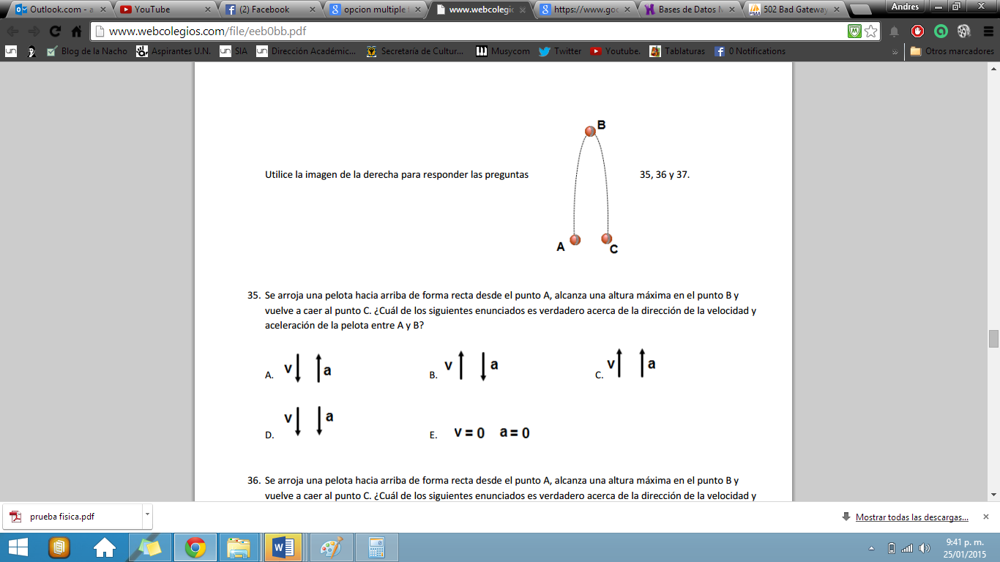 Outlook.com - a
YouTube
(2) Facebook
opcion multiple
www.webcolegi
https://www.goo
Bases de Datos
502 Bad Gateway
Andres
www.webcolegios.com/file/eeb0bb.pdf
Blog de la Nacho
Aspirantes U.N.
SIA
Dirección Académic...
Secretaría de Cultur...
Musycom
Twitter
Youtube.
Tablaturas
0 Notifications
»
Otros marcadores
B
Utilice la imagen de la derecha para responder las preguntas 35, 36 y 37.
A
C
35. Se arroja una pelota hacia arriba de forma recta desde el punto A, alcanza una altura máxima en el punto B y
vuelve a caer al punto C. ¿Cuál de los siguientes enunciados es verdadero acerca de la dirección de la velocidad y
aceleración de la pelota entre A y B?
A. v↓ ↑a
B. v↑ ↓a
C. v↑ ↑a
D. v↓ ↓a
E. v = 0 a = 0
36. Se arroja una pelota hacia arriba de forma recta desde el punto A, alcanza una altura máxima en el punto B y
vuelve a caer al punto C. ¿Cuál de los siguientes enunciados es verdadero acerca de la dirección de la velocidad y
prueba fisica.pdf
Mostrar todas las descargas...
9:41 p. m.
25/01/2015